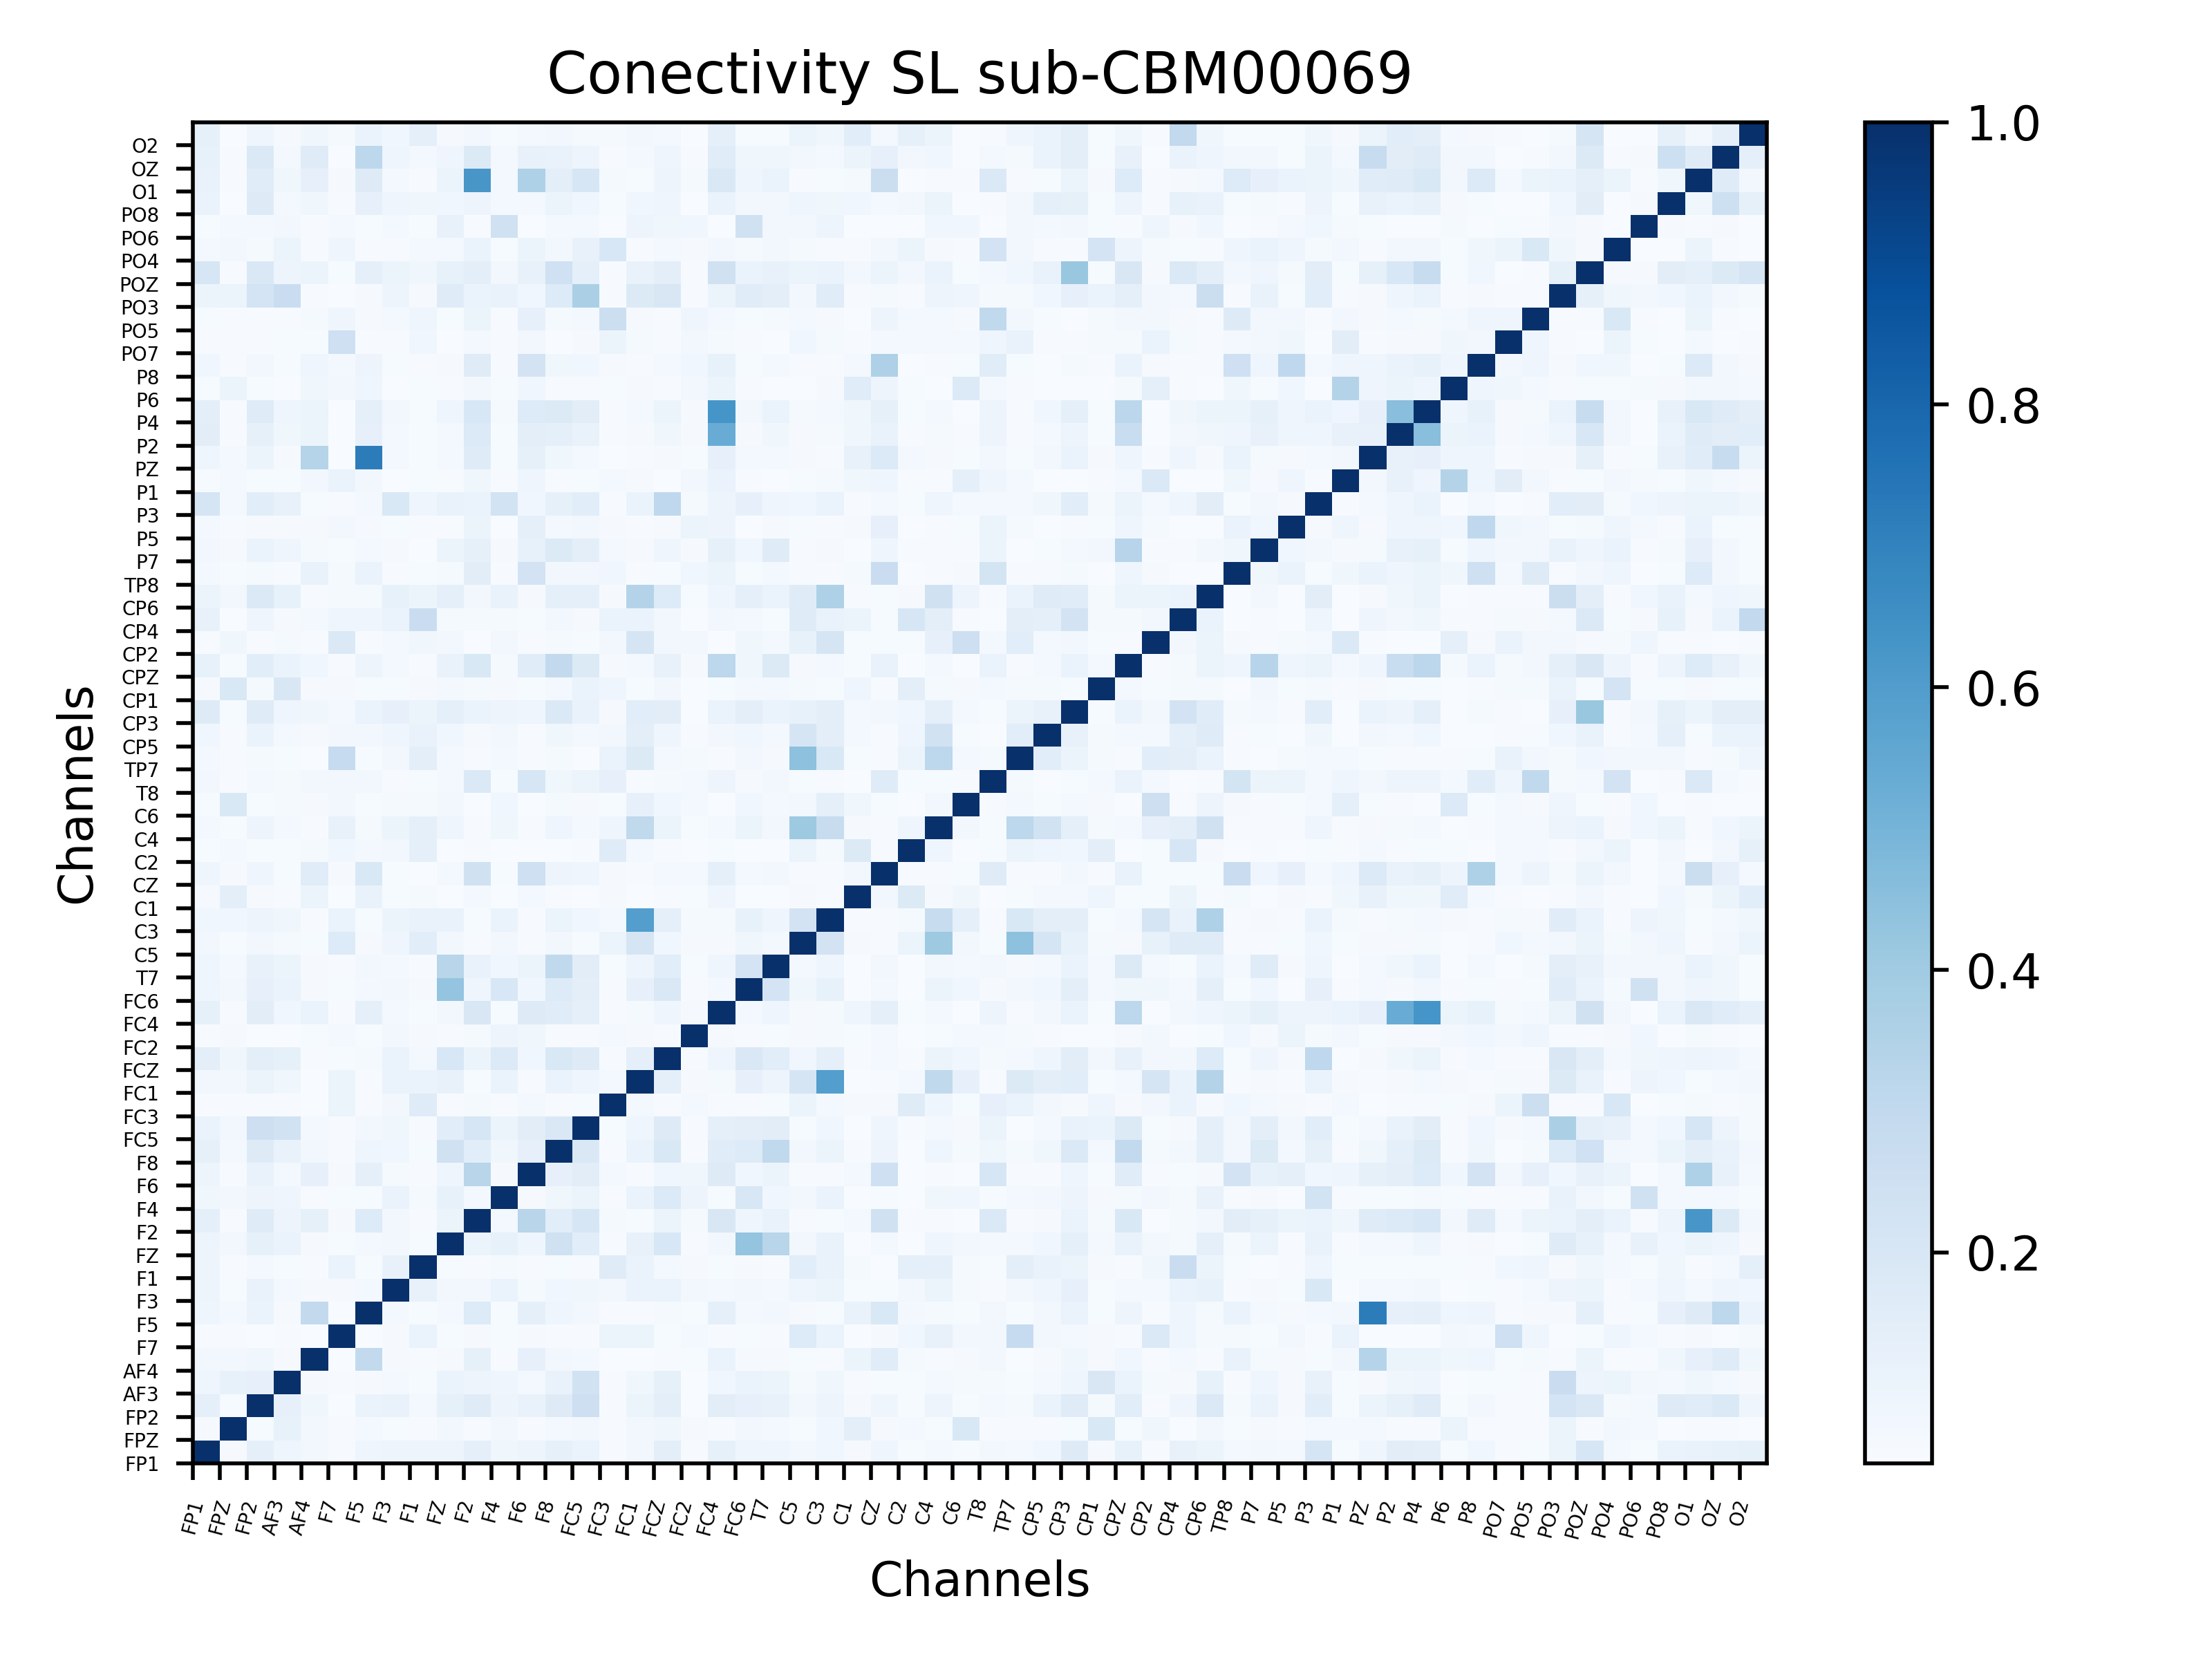 Conectivity SL sub-CBM00069
Channels
O2
OZ
O1
PO8
PO6
PO4
POZ
PO3
PO5
PO7
P8
P6
P4
P2
PZ
P1
P3
P5
P7
TP8
CP6
CP4
CP2
CPZ
CP1
CP3
CP5
TP7
T8
C6
C4
C2
CZ
C1
C3
C5
T7
FC6
FC4
FC2
FCZ
FC1
FC3
FC5
F8
F6
F4
F2
FZ
F1
F3
F5
F7
AF4
AF3
FP2
FPZ
FP1
FP1 FPZ FP2 AF3 AF4 F7 F5 F3 F1 FZ F2 F4 F6 F8 FC5 FC3 FC1 FCZ FC2 FC4 FC6 T7 C5 C3 C1 CZ C2 C4 C6 T8 TP7 CP5 CP3 CP1 CPZ CP2 CP4 CP6 TP8 P7 P5 P3 P1 PZ P2 P4 P6 P8 PO7 PO5 PO3 POZ PO4 PO6 PO8 O1 OZ O2
Channels
1.0
0.8
0.6
0.4
0.2